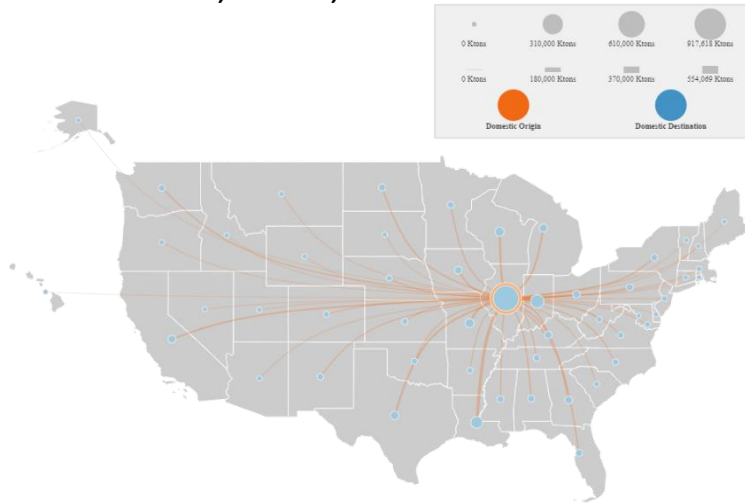 0 Ktons 310,000 Ktons 610,000 Ktons 917,618 Ktons
0 Ktons 180,000 Ktons 370,000 Ktons 554,069 Ktons
Domestic Origin Domestic Destination